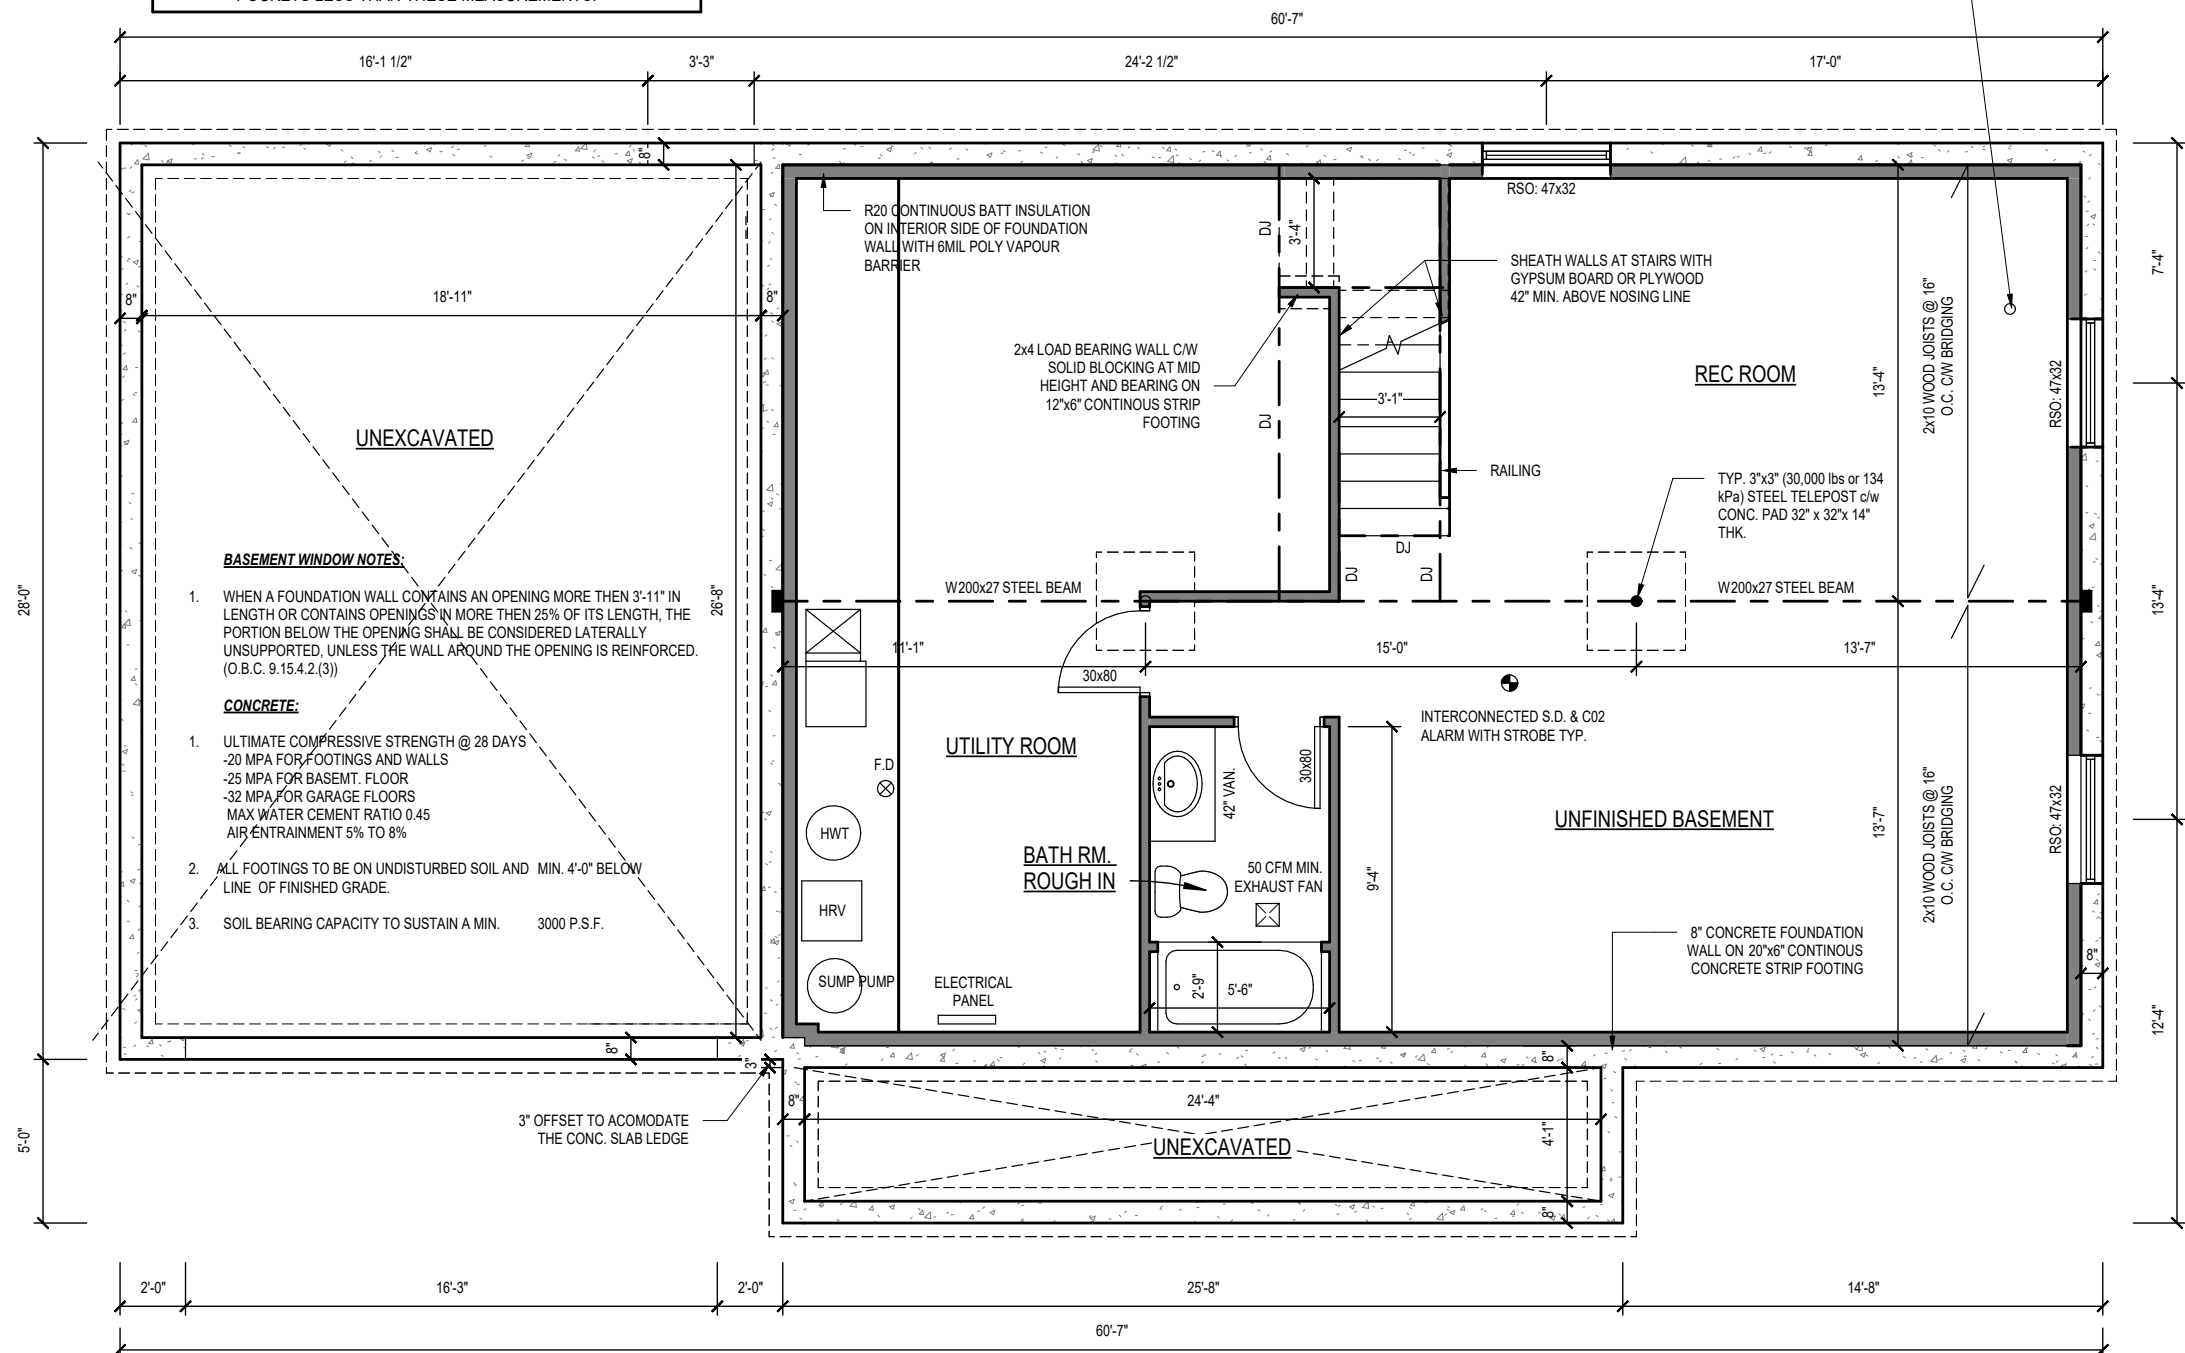 60'-7"
16'-1 1/2"
3'-3"
24'-2 1/2"
17'-0"
8"
RSO: 47x32
R20 CONTINUOUS BATT INSULATION
ON INTERIOR SIDE OF FOUNDATION
WALL WITH 6MIL POLY VAPOUR
BARRIER
DJ
3'-4"
SHEATH WALLS AT STAIRS WITH
GYPSUM BOARD OR PLYWOOD
42" MIN. ABOVE NOSING LINE
7'-4"
8"
18'-11"
8"
2x4 LOAD BEARING WALL C/W
SOLID BLOCKING AT MID
HEIGHT AND BEARING ON
12"x6" CONTINOUS STRIP
FOOTING
DJ
3'-1"
REC ROOM
13'-4"
2x10 WOOD JOISTS @ 16"
O.C. C/W BRIDGING
RSO: 47x32
UNEXCAVATED
RAILING
TYP. 3"x3" (30,000 lbs or 134
kPa) STEEL TELEPOST c/w
CONC. PAD 32" x 32"x 14"
THK.
DJ
DJ
DJ
28'-0"
26'-8"
13'-4"
BASEMENT WINDOW NOTES:
1. WHEN A FOUNDATION WALL CONTAINS AN OPENING MORE THEN 3'-11" IN
LENGTH OR CONTAINS OPENINGS IN MORE THEN 25% OF ITS LENGTH, THE
PORTION BELOW THE OPENING SHALL BE CONSIDERED LATERALLY
UNSUPPORTED, UNLESS THE WALL AROUND THE OPENING IS REINFORCED.
(O.B.C. 9.15.4.2.(3))
CONCRETE:
1. ULTIMATE COMPRESSIVE STRENGTH @ 28 DAYS
-20 MPA FOR FOOTINGS AND WALLS
-25 MPA FOR BASEMT. FLOOR
-32 MPA FOR GARAGE FLOORS
MAX WATER CEMENT RATIO 0.45
AIR ENTRAINMENT 5% TO 8%
2. ALL FOOTINGS TO BE ON UNDISTURBED SOIL AND MIN. 4'-0" BELOW
LINE OF FINISHED GRADE.
3. SOIL BEARING CAPACITY TO SUSTAIN A MIN. 3000 P.S.F.
W200x27 STEEL BEAM
W200x27 STEEL BEAM
11'-1"
15'-0"
13'-7"
30x80
INTERCONNECTED S.D. & C02
ALARM WITH STROBE TYP.
UTILITY ROOM
F.D
30x80
42" VAN.
HWT
UNFINISHED BASEMENT
13'-7"
2x10 WOOD JOISTS @ 16"
O.C. C/W BRIDGING
RSO: 47x32
BATH RM.
ROUGH IN
50 CFM MIN.
EXHAUST FAN
9'-4"
HRV
8" CONCRETE FOUNDATION
WALL ON 20"x6" CONTINOUS
CONCRETE STRIP FOOTING
8"
SUMP PUMP
ELECTRICAL
PANEL
2'-9"
5'-6"
12'-4"
8"
3"
8"
3" OFFSET TO ACOMODATE
THE CONC. SLAB LEDGE
8"
24'-4"
4'-1"
UNEXCAVATED
5'-0"
8"
2'-0"
16'-3"
2'-0"
25'-8"
14'-8"
60'-7"